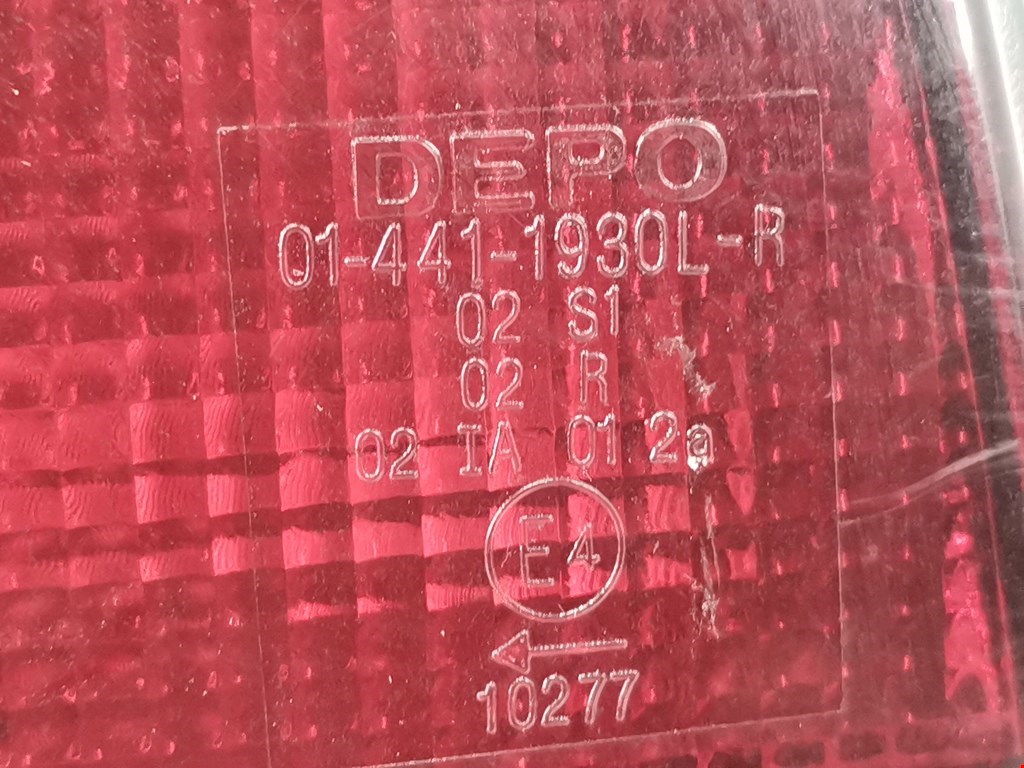 DEPO
01-441-1930L-R
02 S1
02 R
02 IA 01 2a
E4
10277